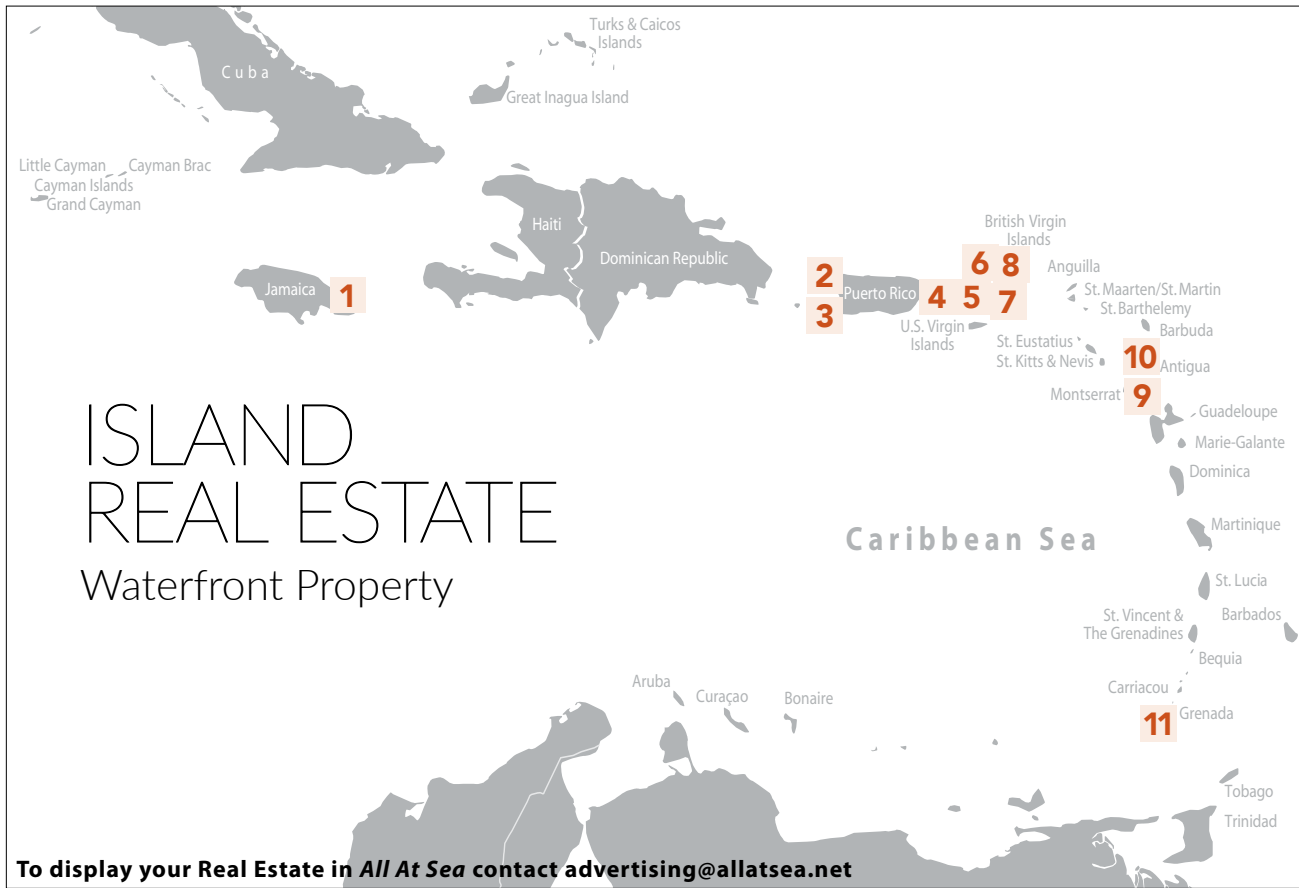 Turks & Caicos
Islands
Cuba
Great Inagua Island
Little Cayman
Cayman Brac
Cayman Islands
Grand Cayman
Haiti
Dominican Republic
Jamaica
1
2
3
Puerto Rico
4
5
6
8
7
British Virgin
Islands
U.S. Virgin
Islands
Anguilla
St. Maarten/St. Martin
St. Barthelemy
Barbuda
St. Eustatius
St. Kitts & Nevis
10
Antigua
Montserrat
9
Guadeloupe
Marie-Galante
Dominica
ISLAND
REAL ESTATE
Waterfront Property
Caribbean Sea
Martinique
St. Lucia
St. Vincent &
The Grenadines
Barbados
Bequia
Carriacou
Grenada
11
Aruba
Curaçao
Bonaire
Tobago
Trinidad
To display your Real Estate in All At Sea contact advertising@allatsea.net